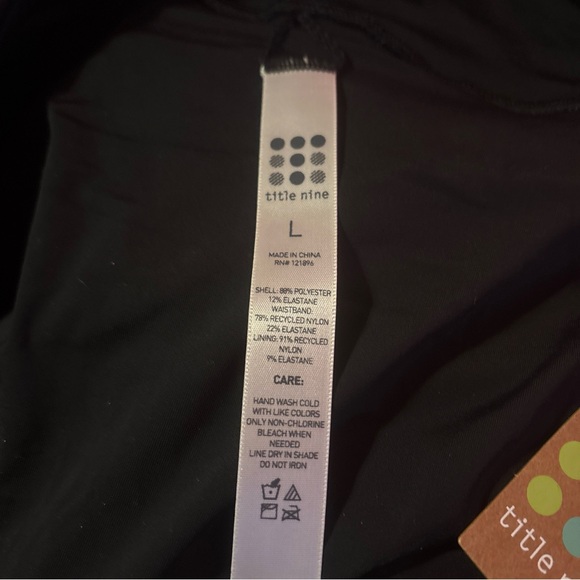 title nine
L
MADE IN CHINA
RN# 121896
SHELL: 88% POLYESTER
12% ELASTANE
WAISTBAND:
78% RECYCLED NYLON
22% ELASTANE
LINING: 91% RECYCLED
NYLON
9% ELASTANE
CARE:
HAND WASH COLD
WITH LIKE COLORS
ONLY NON-CHLORINE
BLEACH WHEN
NEEDED
LINE DRY IN SHADE
DO NOT IRON
title n